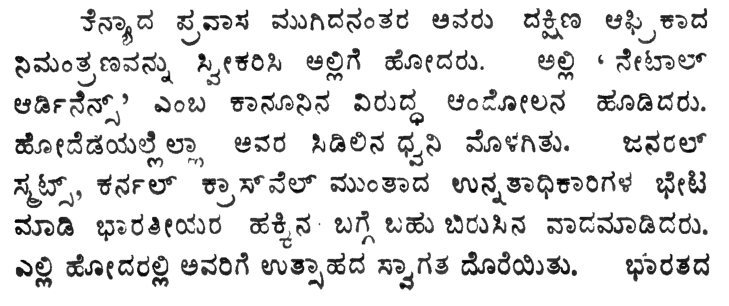 ಕೆನ್ಯಾದ ಪ್ರವಾಸ ಮುಗಿದನಂತರ ಅವರು ದಕ್ಷಿಣ ಆಫ್ರಿಕಾದ
ನಿಮಂತ್ರಣವನ್ನು ಸ್ವೀಕರಿಸಿ ಅಲ್ಲಿಗೆ ಹೋದರು. ಅಲ್ಲಿ ‘ನೇಟಾಲ್
ಆರ್ಡಿನೆನ್ಸ್’ ಎಂಬ ಕಾನೂನಿನ ವಿರುದ್ಧ ಆಂದೋಲನ ಹೂಡಿದರು.
ಹೋದೆಡೆಯಲ್ಲೆಲ್ಲಾ ಅವರ ಸಿಡಿಲಿನ ಧ್ವನಿ ಮೊಳಗಿತು. ಜನರಲ್
ಸ್ಮಟ್ಸ್, ಕರ್ನಲ್ ಕ್ರಾಸ್‌ವೆಲ್ ಮುಂತಾದ ಉನ್ನತಾಧಿಕಾರಿಗಳ ಭೇಟಿ
ಮಾಡಿ ಭಾರತೀಯರ ಹಕ್ಕಿನ ಬಗ್ಗೆ ಬಹು ಬಿರುಸಿನ ವಾದಮಾಡಿದರು.
ಎಲ್ಲಿ ಹೋದರಲ್ಲಿ ಅವರಿಗೆ ಉತ್ಸಾಹದ ಸ್ವಾಗತ ದೊರೆಯಿತು. ಭಾರತದ